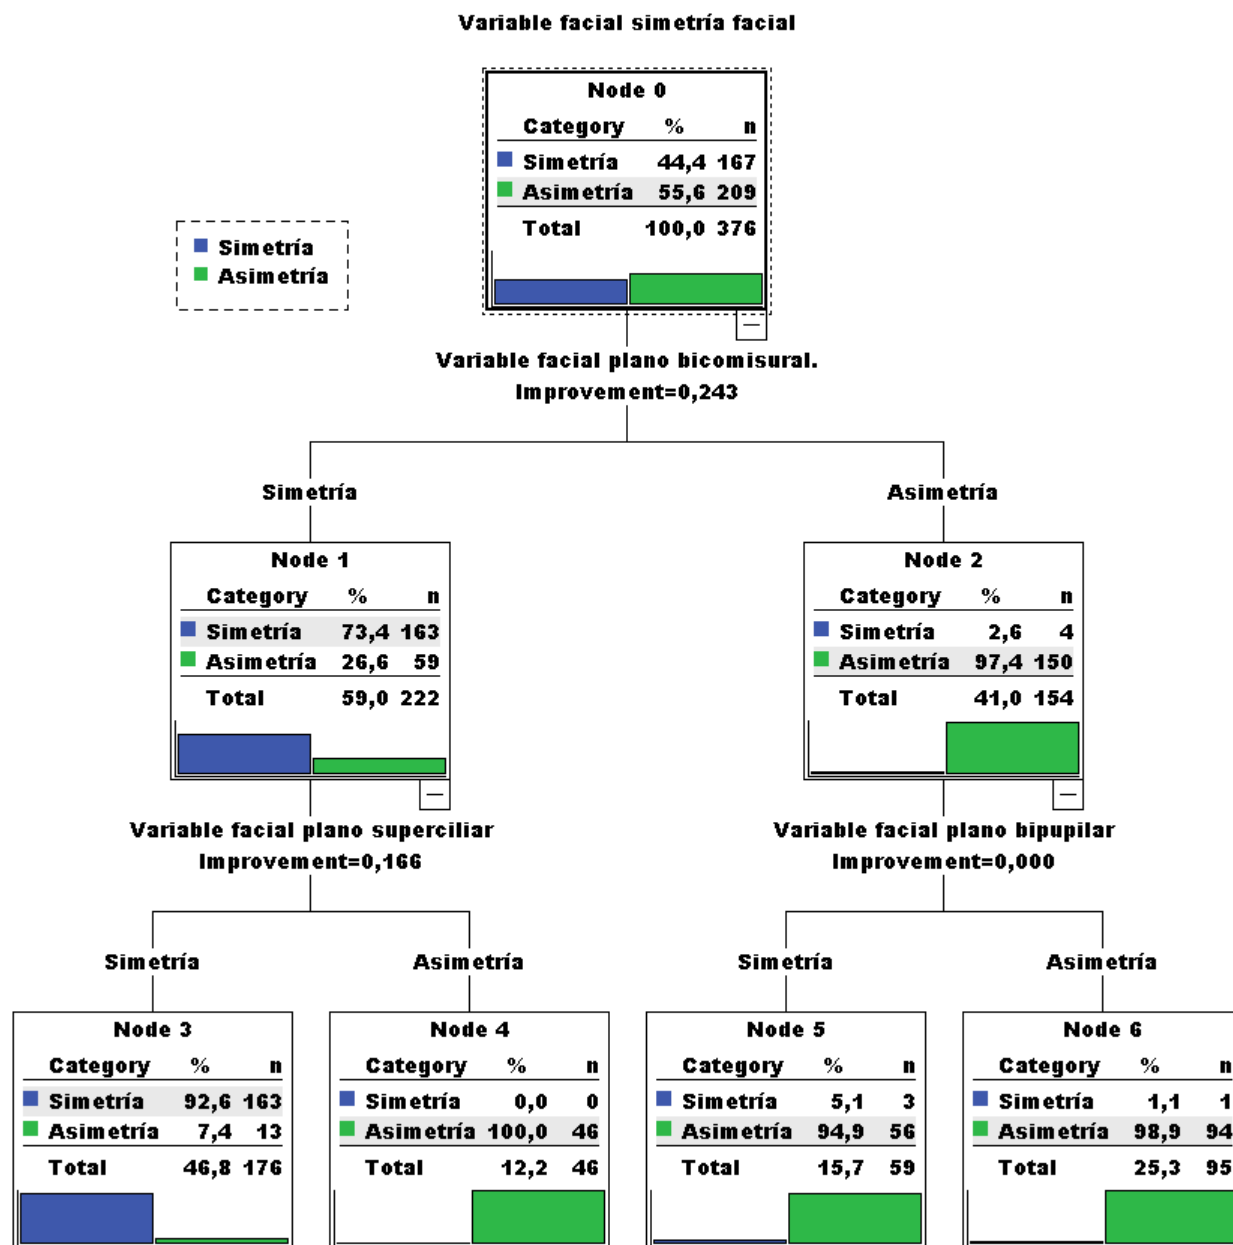 Variable facial simetría facial
Node 0
Category % n
Simetría 44,4 167
Asimetría 55,6 209
Total 100,0 376
Simetría
Asimetría
Variable facial plano bicomisural.
Improvement=0,243
Simetría Asimetría
Node 1
Category % n
Simetría 73,4 163
Asimetría 26,6 59
Total 59,0 222
Node 2
Category % n
Simetría 2,6 4
Asimetría 97,4 150
Total 41,0 154
Variable facial plano superciliar
Improvement=0,166
Variable facial plano bipupilar
Improvement=0,000
Simetría Asimetría Simetría Asimetría
Node 3
Category % n
Simetría 92,6 163
Asimetría 7,4 13
Total 46,8 176
Node 4
Category % n
Simetría 0,0 0
Asimetría 100,0 46
Total 12,2 46
Node 5
Category % n
Simetría 5,1 3
Asimetría 94,9 56
Total 15,7 59
Node 6
Category % n
Simetría 1,1 1
Asimetría 98,9 94
Total 25,3 95